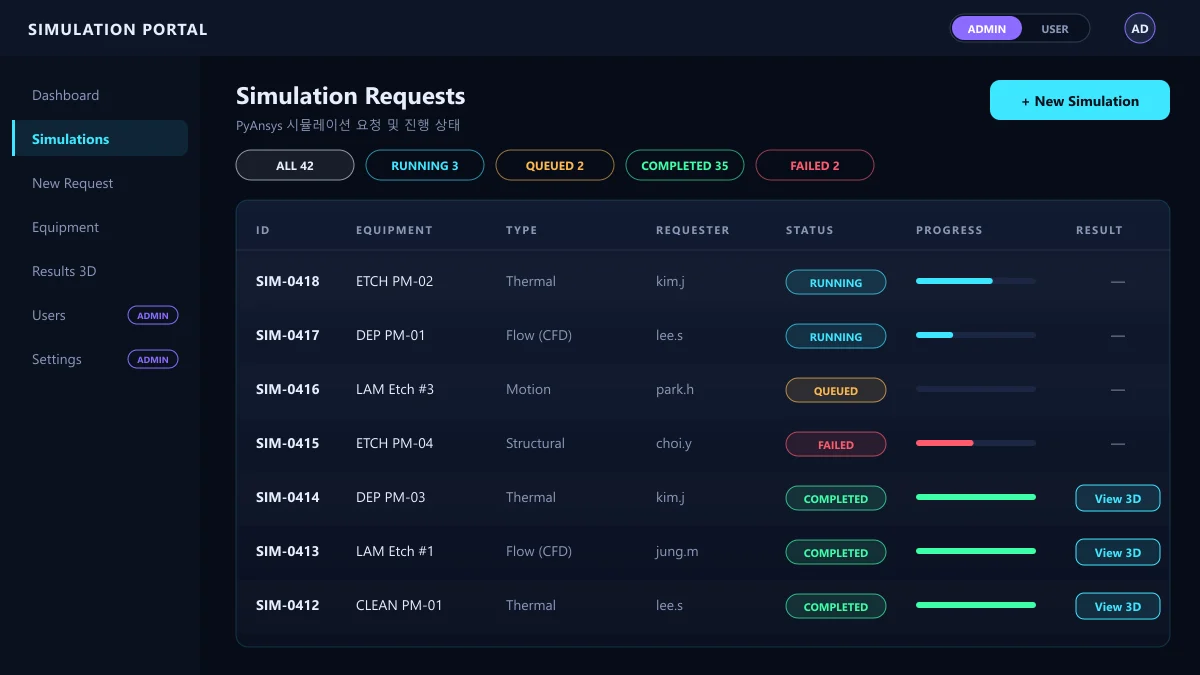 SIMULATION PORTAL
ADMIN USER AD
Dashboard
Simulations
New Request
Equipment
Results 3D
Users ADMIN
Settings ADMIN
Simulation Requests
PyAnsys 시뮬레이션 요청 및 진행 상태
+ New Simulation
ALL 42 RUNNING 3 QUEUED 2 COMPLETED 35 FAILED 2
ID EQUIPMENT TYPE REQUESTER STATUS PROGRESS RESULT
SIM-0418 ETCH PM-02 Thermal kim.j RUNNING —
SIM-0417 DEP PM-01 Flow (CFD) lee.s RUNNING —
SIM-0416 LAM Etch #3 Motion park.h QUEUED —
SIM-0415 ETCH PM-04 Structural choi.y FAILED —
SIM-0414 DEP PM-03 Thermal kim.j COMPLETED View 3D
SIM-0413 LAM Etch #1 Flow (CFD) jung.m COMPLETED View 3D
SIM-0412 CLEAN PM-01 Thermal lee.s COMPLETED View 3D